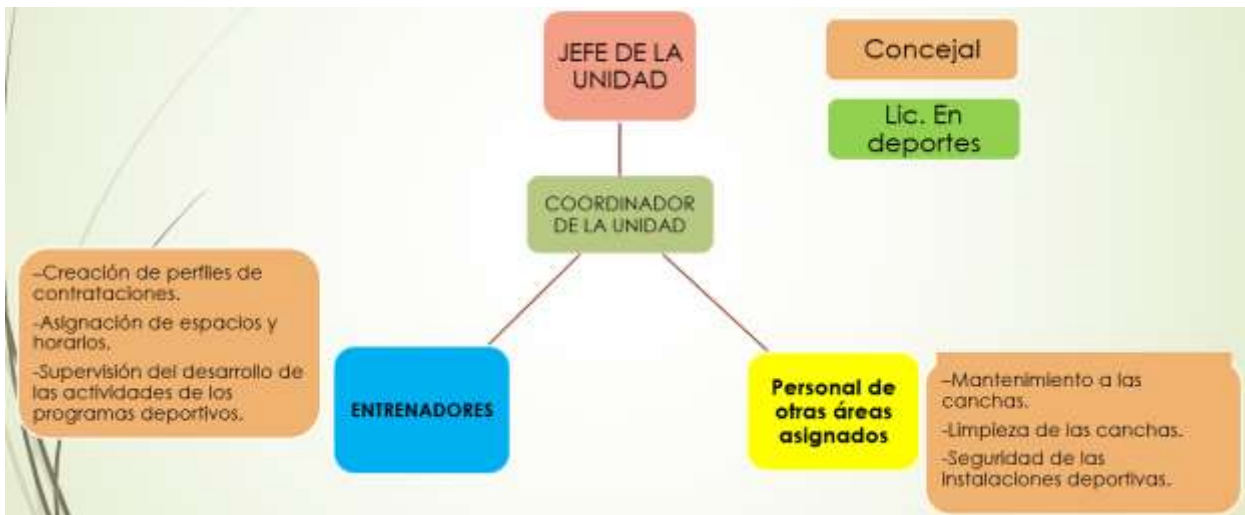 JEFE DE LA
UNIDAD
Concejal
Lic. En
deportes
COORDINADOR
DE LA UNIDAD
–Creación de perfiles de
contrataciones.
-Asignación de espacios y
horarios.
-Supervisión del desarrollo de
las actividades de los
programas deportivos.
ENTRENADORES
Personal de
otras áreas
asignados
–Mantenimiento a las
canchas.
-Limpieza de las canchas.
-Seguridad de las
instalaciones deportivas.